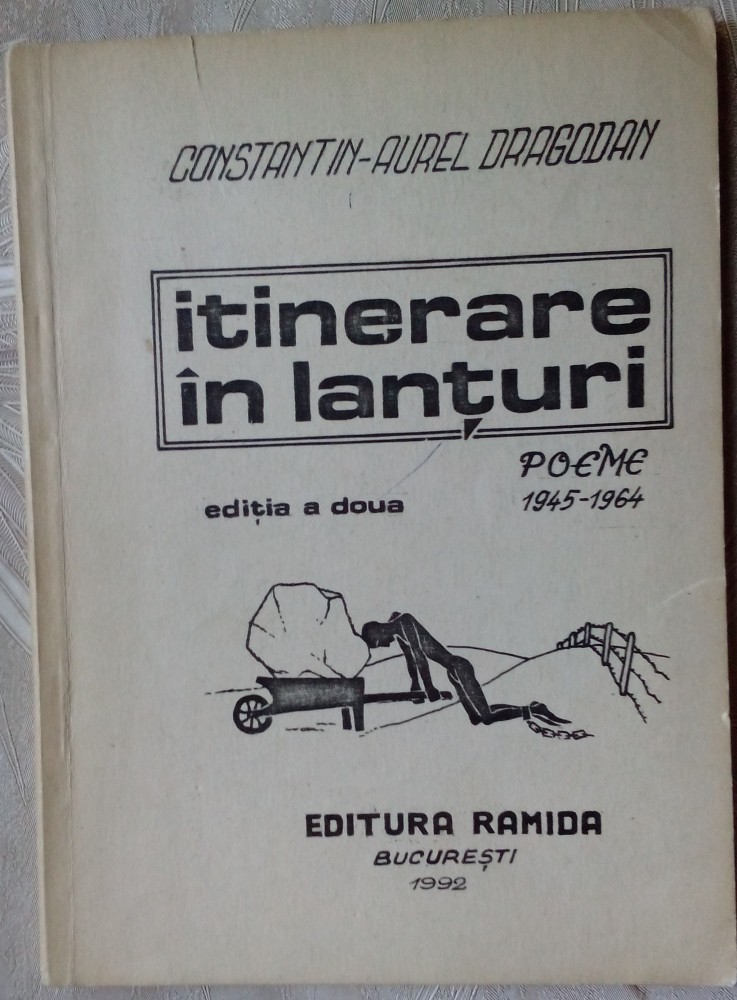 CONSTANTIN-AUREL DRAGODAN
itinerare
în lanțuri
POEME
1945-1964
ediția a doua
EDITURA RAMIDA
BUCUREȘTI
1992